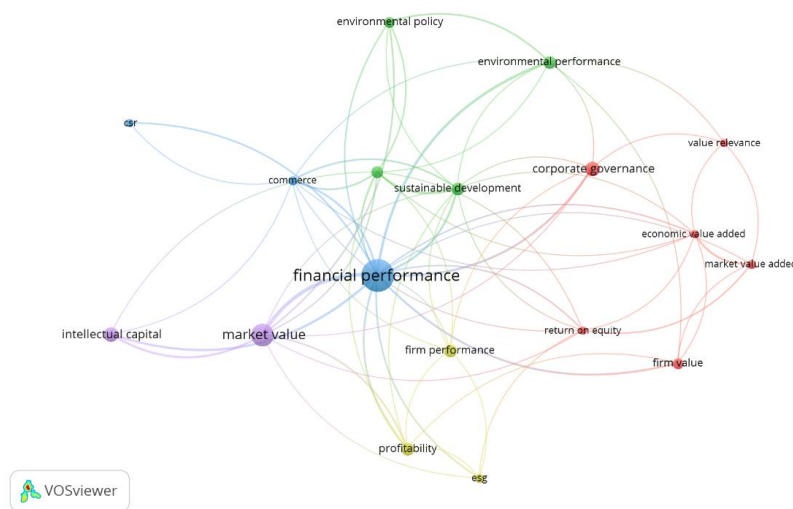 environmental policy
environmental performance
csr
value relevance
corporate governance
commerce
sustainable development
economic value added
market value added
financial performance
return on equity
intellectual capital
market value
firm performance
firm value
profitability
esg
VOSviewer